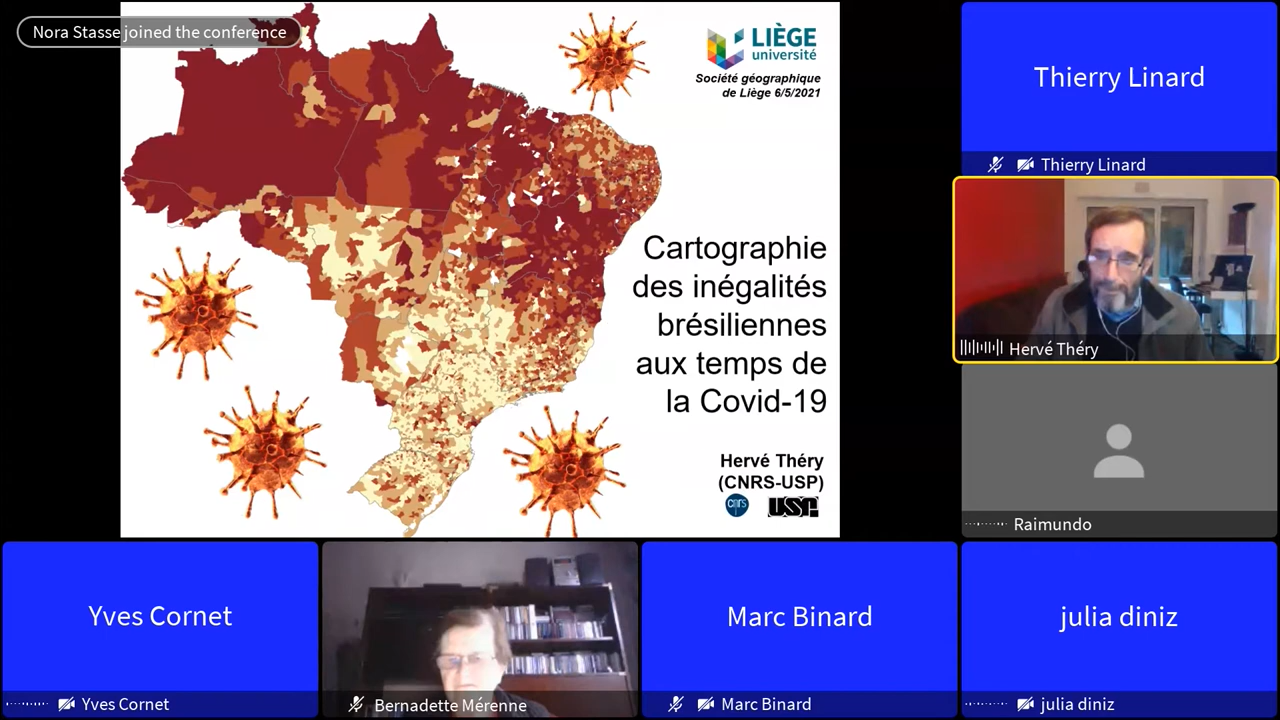 Nora Stasse joined the conference
LIÈGE
université
Société géographique
de Liège 6/5/2021
Cartographie
des inégalités
brésiliennes
aux temps de
la Covid-19
Hervé Théry
(CNRS-USP)
cnrs
USP
Thierry Linard
Thierry Linard
Hervé Théry
Raimundo
Yves Cornet
Yves Cornet
Bernadette Mérenne
Marc Binard
Marc Binard
julia diniz
julia diniz